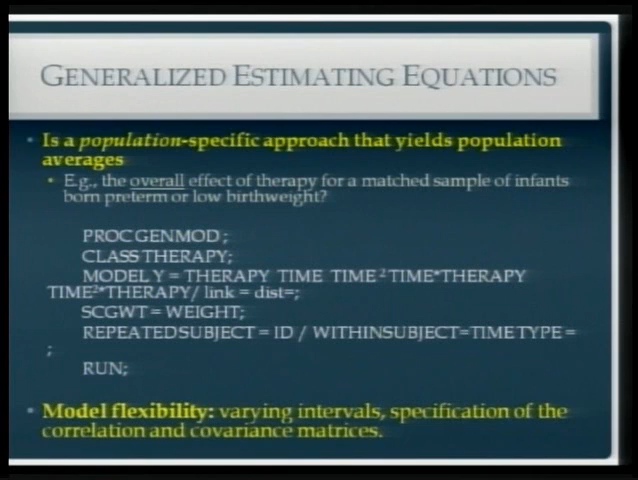 GENERALIZED ESTIMATING EQUATIONS
• Is a population-specific approach that yields population
averages
• E.g., the overall effect of therapy for a matched sample of infants
born preterm or low birthweight?
PROC GENMOD;
CLASS THERAPY;
MODEL Y = THERAPY TIME TIME² TIME*THERAPY
TIME²*THERAPY/ link = dist=;
SCGWT = WEIGHT;
REPEATED SUBJECT = ID / WITHINSUBJECT=TIME TYPE =
;
RUN;
• Model flexibility: varying intervals, specification of the
correlation and covariance matrices.